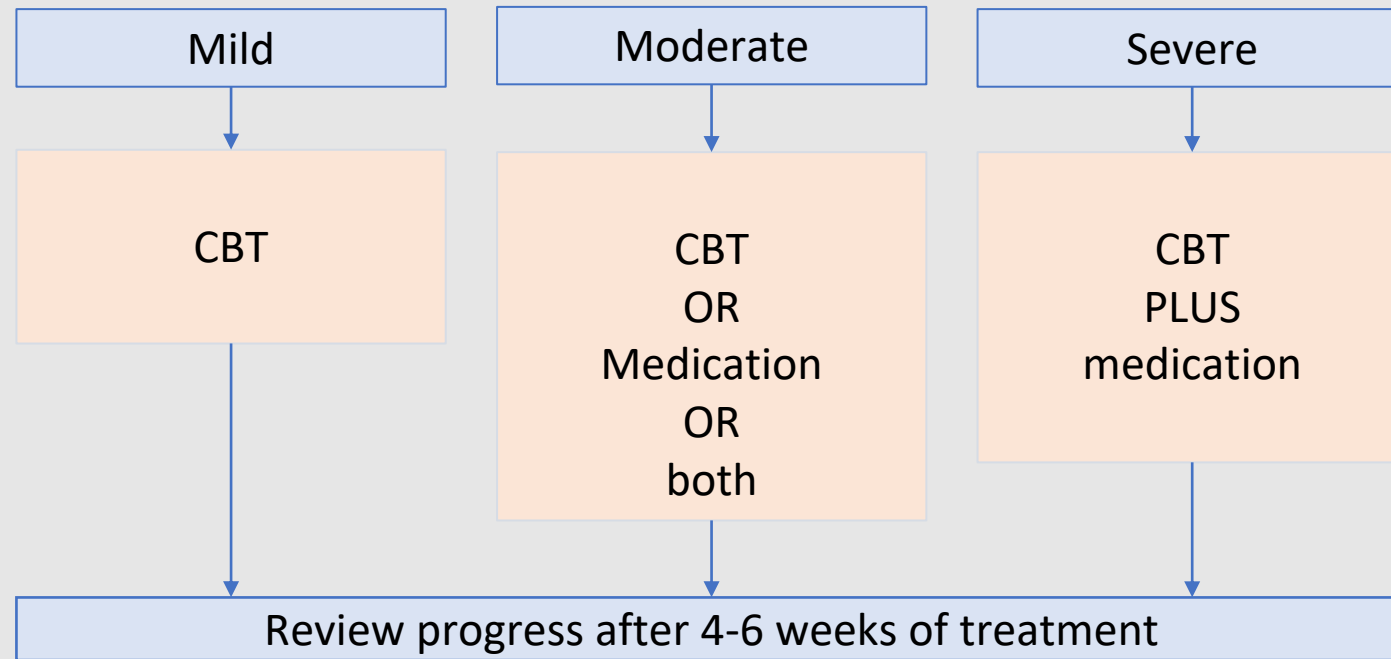 Mild
CBT
Moderate
CBT
OR
Medication
OR
both
Severe
CBT
PLUS
medication
Review progress after 4-6 weeks of treatment